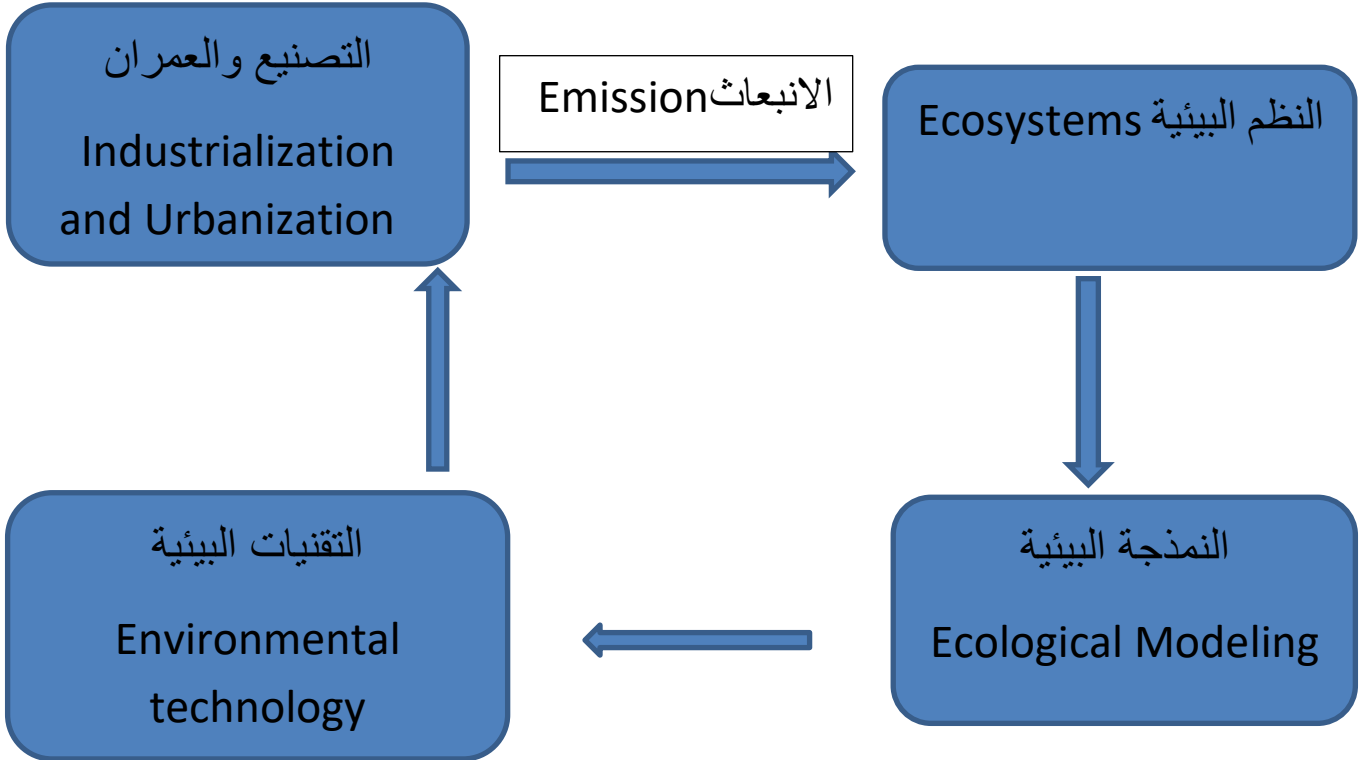 التصنيع والعمران
Industrialization
and Urbanization
الانبعاثEmission
النظم البيئية Ecosystems
التقنيات البيئية
Environmental
technology
النمذجة البيئية
Ecological Modeling